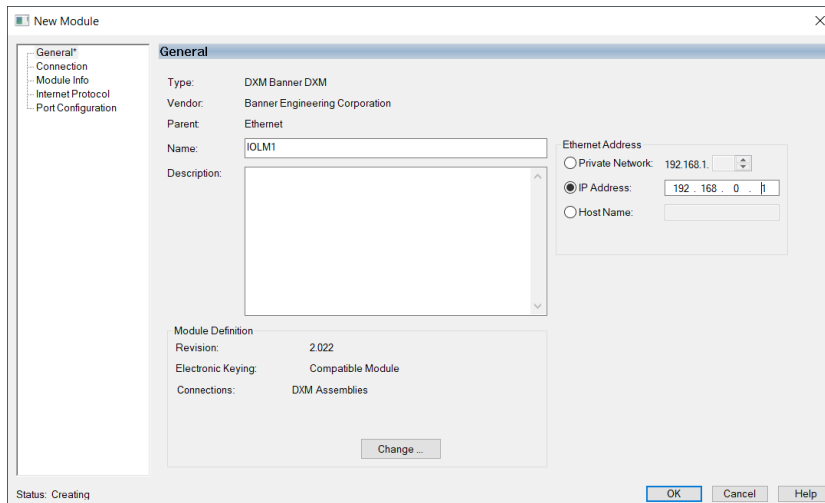 New Module
General*
Connection
Module Info
Internet Protocol
Port Configuration
General
Type: DXM Banner DXM
Vendor: Banner Engineering Corporation
Parent: Ethernet
Name: IOLM1
Description:
Ethernet Address
Private Network: 192.168.1.
IP Address: 192 . 168 . 0 . 1
Host Name:
Module Definition
Revision: 2.022
Electronic Keying: Compatible Module
Connections: DXM Assemblies
Change ...
Status: Creating
OK Cancel Help